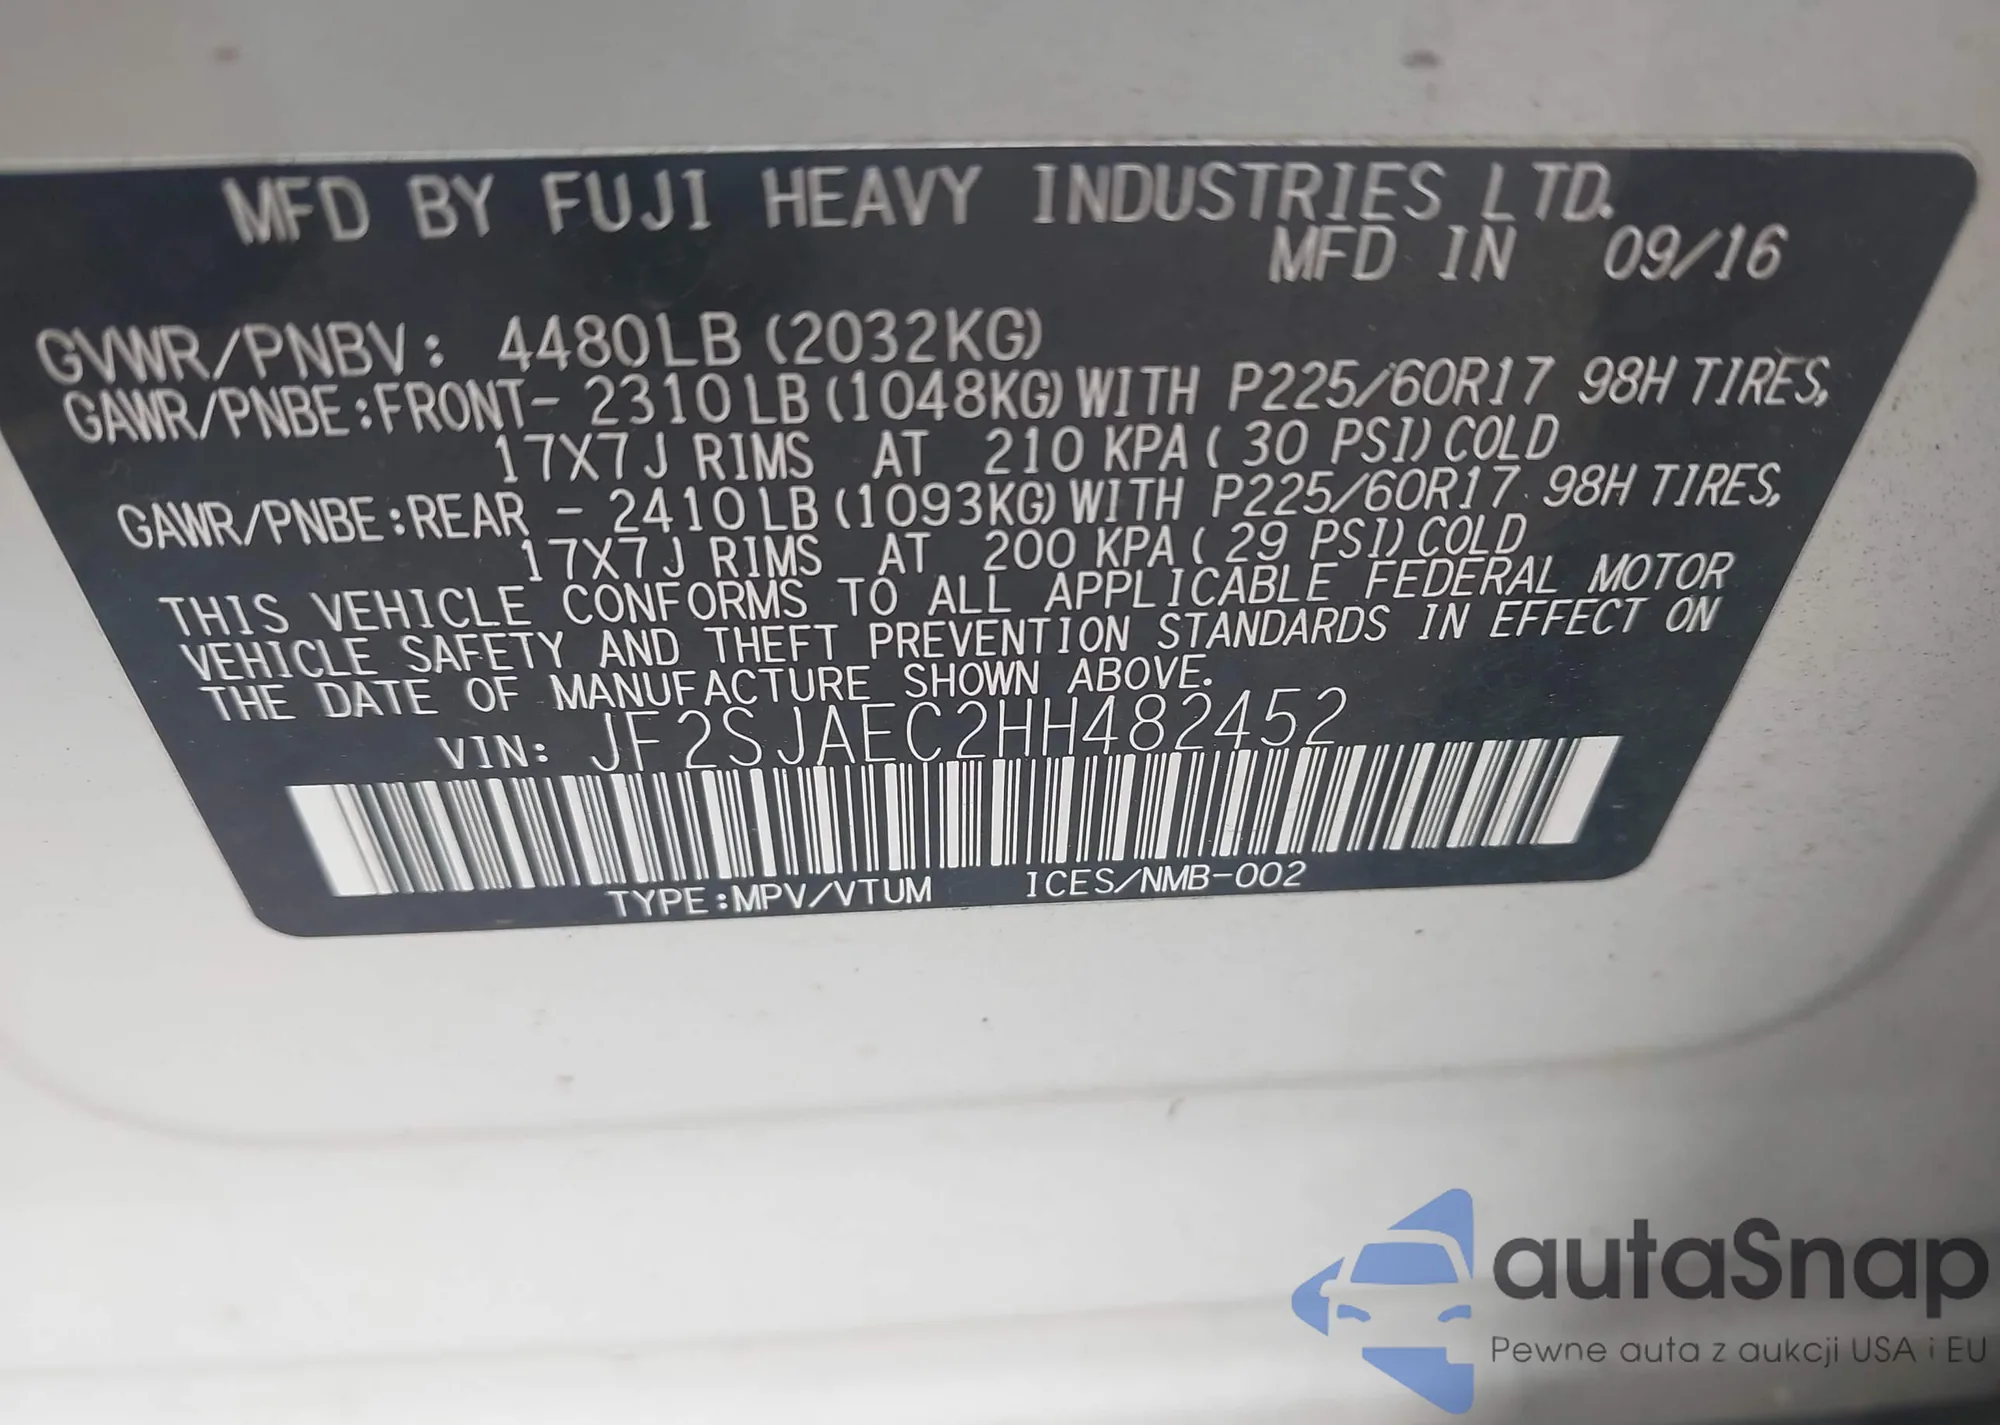 MFD BY FUJI HEAVY INDUSTRIES LTD.
MFD IN 09/16
GVWR/PNBV: 4480LB (2032KG)
GAWR/PNBE:FRONT- 2310LB (1048KG) WITH P225/60R17 98H TIRES,
17X7J RIMS AT 210 KPA ( 30 PSI) COLD
GAWR/PNBE:REAR - 2410LB (1093KG) WITH P225/60R17 98H TIRES,
17X7J RIMS AT 200 KPA ( 29 PSI) COLD
THIS VEHICLE CONFORMS TO ALL APPLICABLE FEDERAL MOTOR
VEHICLE SAFETY AND THEFT PREVENTION STANDARDS IN EFFECT ON
THE DATE OF MANUFACTURE SHOWN ABOVE.
VIN: JF2SJAEC2HH482452
TYPE:MPV/VTUM ICES/NMB-002
autaSnap
Pewne auta z aukcji USA i EU